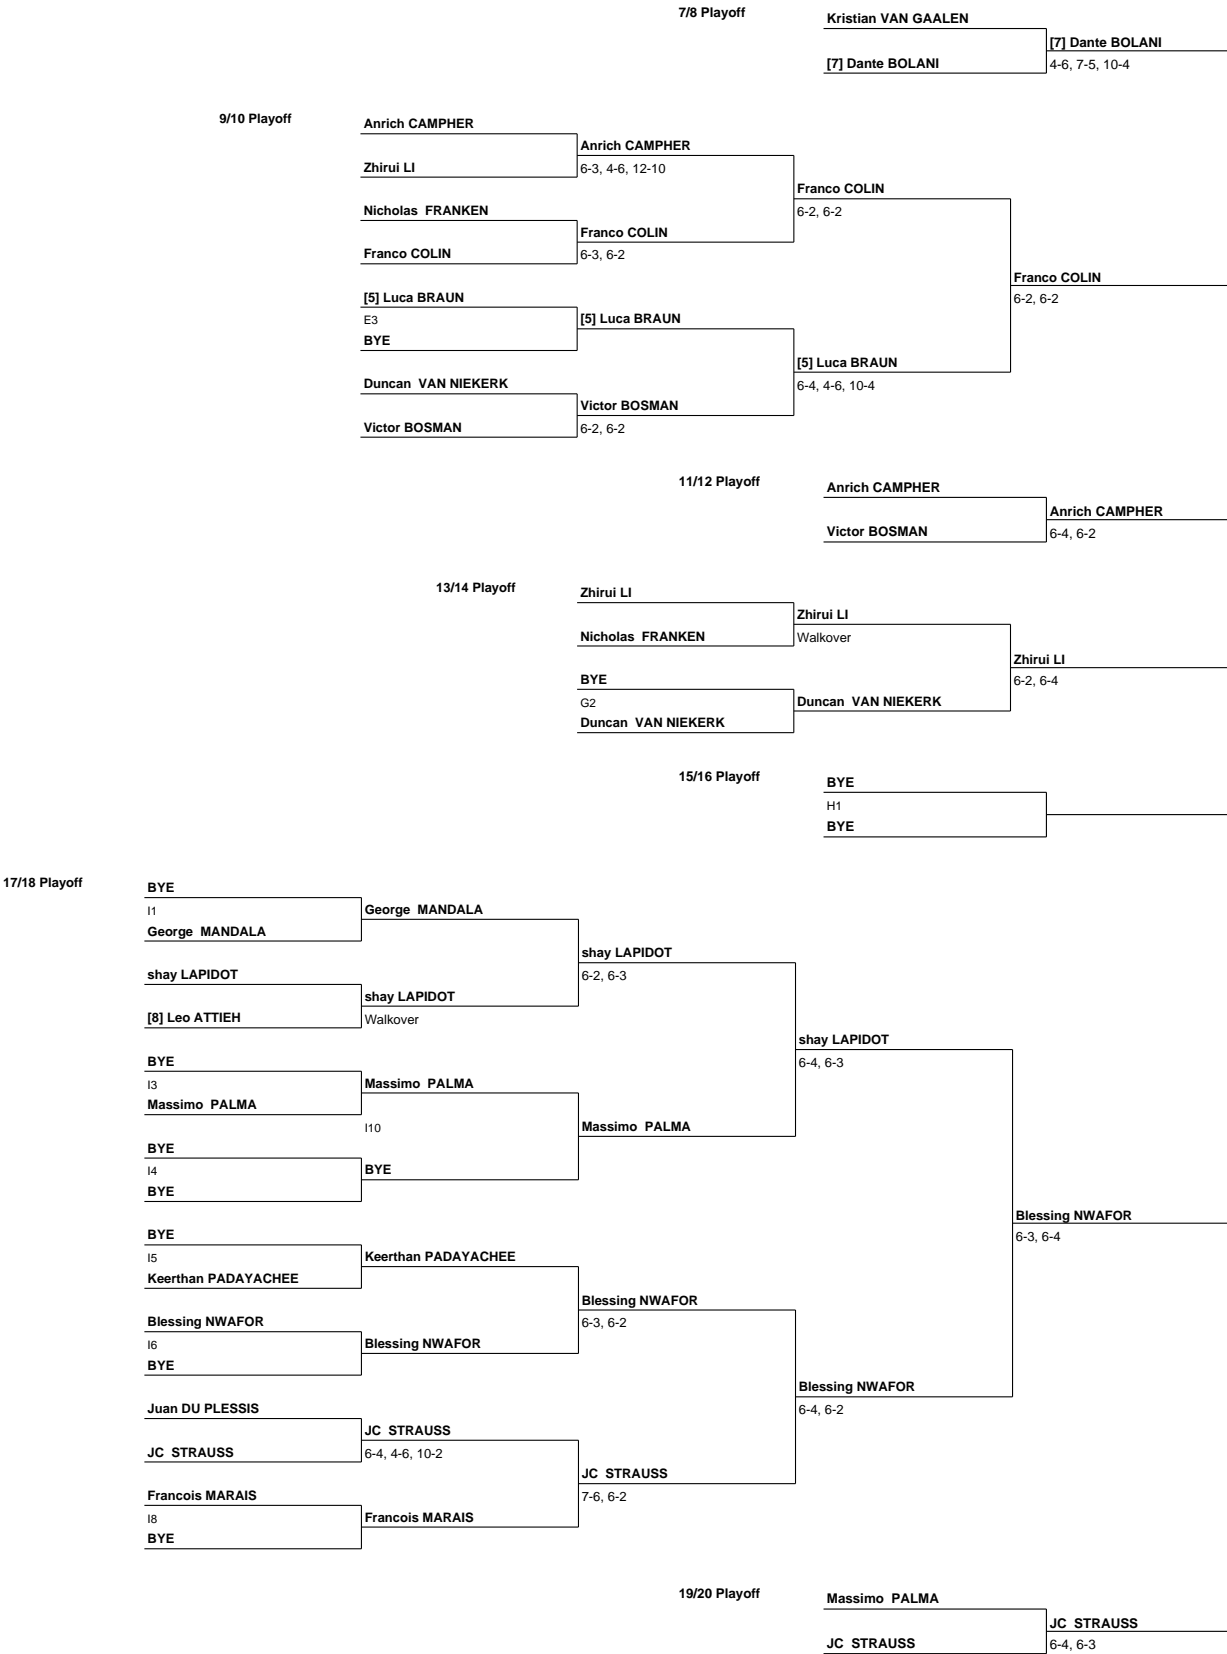 7/8 Playoff
Kristian VAN GAALEN
[7] Dante BOLANI
[7] Dante BOLANI
4-6, 7-5, 10-4
9/10 Playoff
Anrich CAMPHER
Anrich CAMPHER
Zhirui LI
6-3, 4-6, 12-10
Franco COLIN
Nicholas FRANKEN
6-2, 6-2
Franco COLIN
Franco COLIN
6-3, 6-2
Franco COLIN
[5] Luca BRAUN
6-2, 6-2
E3
[5] Luca BRAUN
BYE
[5] Luca BRAUN
Duncan VAN NIEKERK
6-4, 4-6, 10-4
Victor BOSMAN
Victor BOSMAN
6-2, 6-2
11/12 Playoff
Anrich CAMPHER
Anrich CAMPHER
Victor BOSMAN
6-4, 6-2
13/14 Playoff
Zhirui LI
Zhirui LI
Nicholas FRANKEN
Walkover
Zhirui LI
BYE
6-2, 6-4
G2
Duncan VAN NIEKERK
Duncan VAN NIEKERK
15/16 Playoff
BYE
H1
BYE
17/18 Playoff
BYE
I1
George MANDALA
George MANDALA
shay LAPIDOT
shay LAPIDOT
6-2, 6-3
shay LAPIDOT
[8] Leo ATTIEH
Walkover
shay LAPIDOT
BYE
6-4, 6-3
I3
Massimo PALMA
Massimo PALMA
I10
Massimo PALMA
BYE
I4
BYE
BYE
Blessing NWAFOR
BYE
6-3, 6-4
I5
Keerthan PADAYACHEE
Keerthan PADAYACHEE
Blessing NWAFOR
Blessing NWAFOR
6-3, 6-2
I6
Blessing NWAFOR
BYE
Blessing NWAFOR
Juan DU PLESSIS
6-4, 6-2
JC STRAUSS
JC STRAUSS
6-4, 4-6, 10-2
JC STRAUSS
Francois MARAIS
7-6, 6-2
I8
Francois MARAIS
BYE
19/20 Playoff
Massimo PALMA
JC STRAUSS
JC STRAUSS
6-4, 6-3